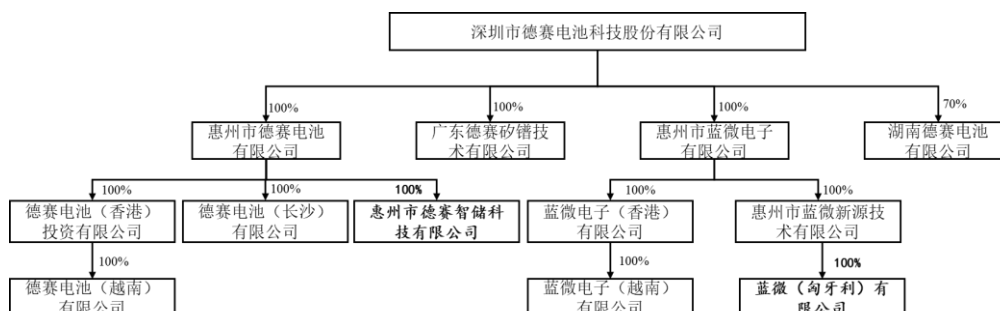 深圳市德赛电池科技股份有限公司
100%
100%
100%
70%
惠州市德赛电池
有限公司
广东德赛矽镨技
术有限公司
惠州市蓝微电子
有限公司
湖南德赛电池
有限公司
100%
100%
100%
100%
100%
德赛电池（香港）
投资有限公司
德赛电池（长沙）
有限公司
惠州市德赛智储科
技有限公司
蓝微电子（香港）
有限公司
惠州市蓝微新源技
术有限公司
100%
100%
100%
德赛电池（越南）
有限公司
蓝微电子（越南）
有限公司
蓝微（匈牙利）有
限公司